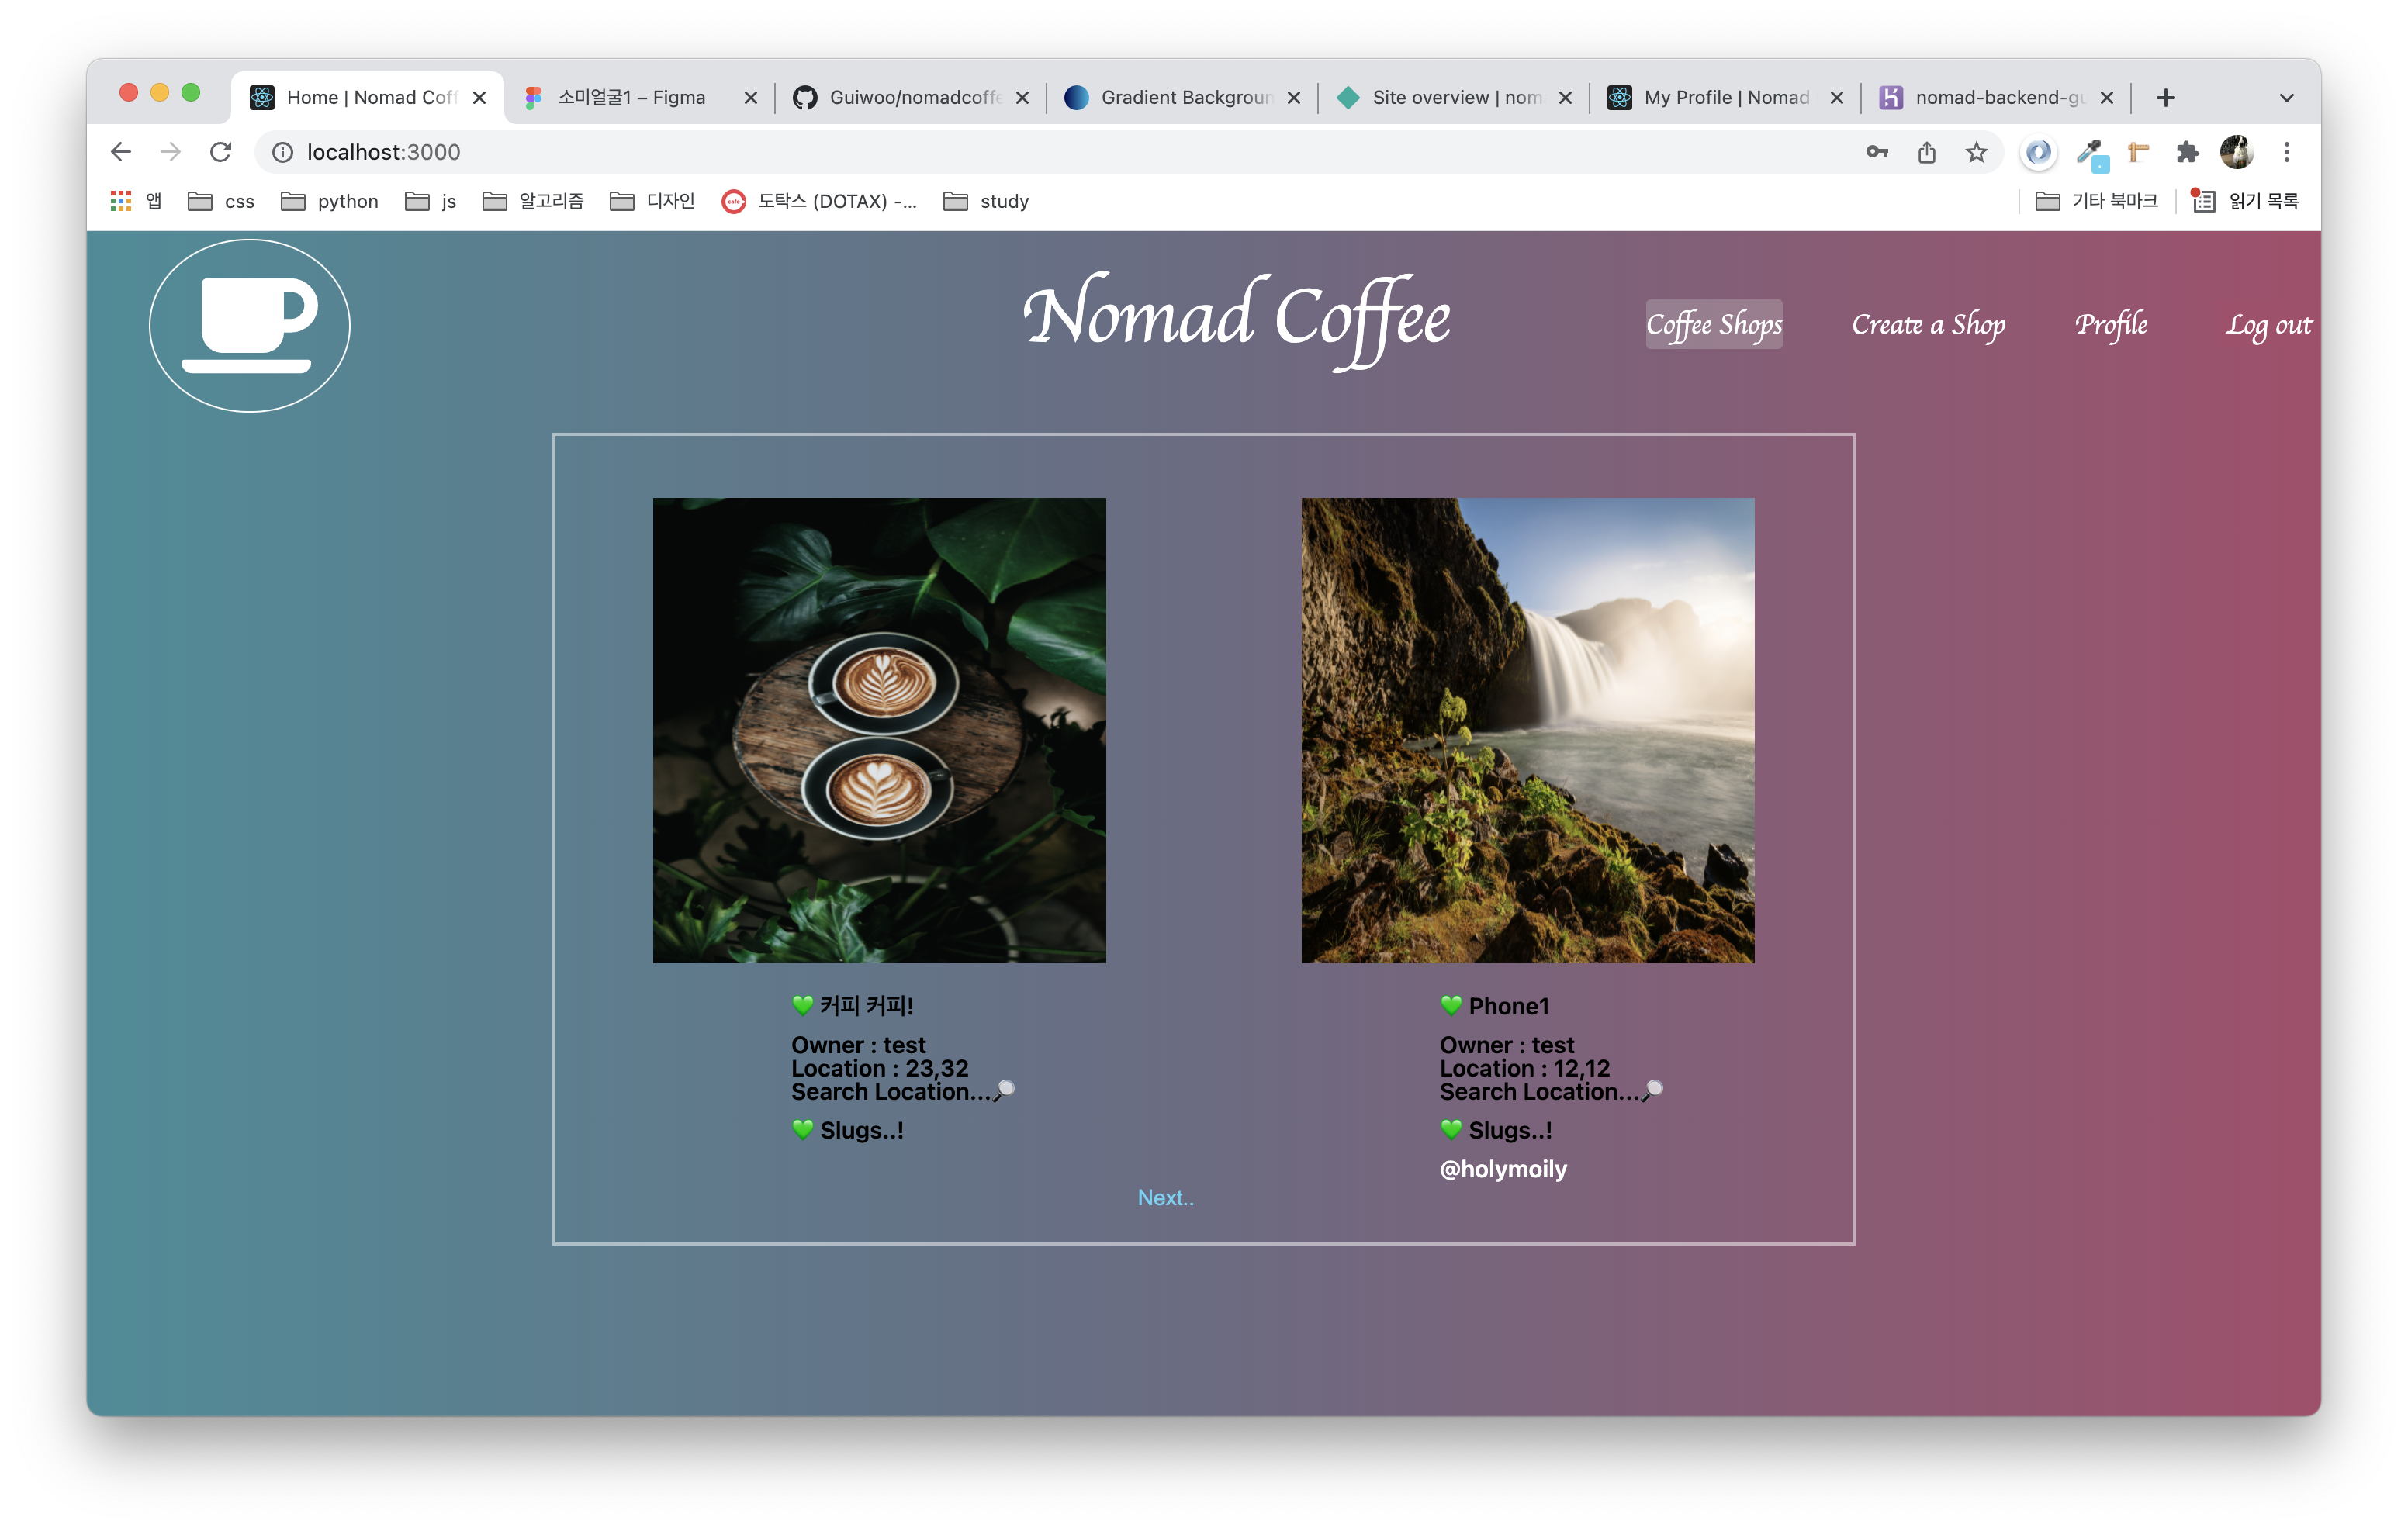 Home | Nomad Coff
소미얼굴1 – Figma
Guiwoo/nomadcoffe
Gradient Backgroun
Site overview | nom
My Profile | Nomad
nomad-backend-gu
localhost:3000
앱
css
python
js
알고리즘
디자인
cafe
도탁스 (DOTAX) -...
study
기타 북마크
읽기 목록
Nomad Coffee
Coffee Shops
Create a Shop
Profile
Log out
💚 커피 커피!
Owner : test
Location : 23,32
Search Location...🔎
💚 Slugs..!
💚 Phone1
Owner : test
Location : 12,12
Search Location...🔎
💚 Slugs..!
@holymoily
Next..